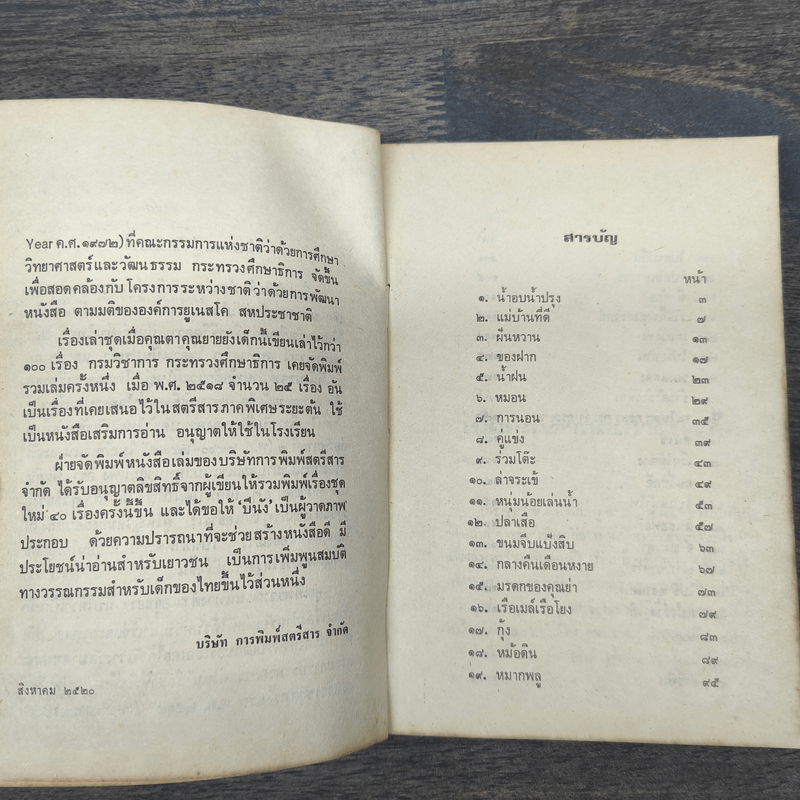 Year ค.ศ. ๑๙๗๒) ที่คณะกรรมการแห่งชาติว่าด้วยการศึกษา
วิทยาศาสตร์และวัฒนธรรม กระทรวงศึกษาธิการ จัดขึ้น
เพื่อสอดคล้องกับ โครงการระหว่างชาติว่าด้วยการพัฒนา
หนังสือ ตามมติขององค์การยูเนสโก สหประชาชาติ
เรื่องเล่าชุดเมื่อคุณตาคุณยายยังเด็กนี้เขียนเล่าไว้กว่า
๑๐๐ เรื่อง กรมวิชาการ กระทรวงศึกษาธิการ เคยจัดพิมพ์
รวมเล่มครั้งหนึ่ง เมื่อ พ.ศ. ๒๕๑๘ จำนวน ๒๕ เรื่อง อัน
เป็นเรื่องที่เคยเสนอไว้ในสตรีสารภาคพิเศษระยะต้น ใช้
เป็นหนังสือเสริมการอ่าน อนุญาตให้ใช้ในโรงเรียน
ฝ่ายจัดพิมพ์หนังสือเล่มของบริษัทการพิมพ์สตรีสาร
จำกัด ได้รับอนุญาตลิขสิทธิ์จากผู้เขียนให้รวมพิมพ์เรื่องชุด
ใหม่ ๔๐ เรื่องครั้งนี้ขึ้น และได้ขอให้ 'ปีนัง' เป็นผู้วาดภาพ
ประกอบ ด้วยความปรารถนาที่จะช่วยสร้างหนังสือดี มี
ประโยชน์น่าอ่านสำหรับเยาวชน เป็นการเพิ่มพูนสมบัติ
ทางวรรณกรรมสำหรับเด็กของไทยขึ้นไว้ส่วนหนึ่ง
บริษัท การพิมพ์สตรีสาร จำกัด
สิงหาคม ๒๕๒๐
สารบัญ
หน้า
๑. น้ำอบน้ำปรุง ๓
๒. แม่บ้านที่ดี ๗
๓. ฝันหวาน ๑๓
๔. ของฝาก ๑๗
๕. น้ำฝน ๒๓
๖. หมอน ๒๙
๗. การนอน ๓๕
๘. คู่แข่ง ๓๙
๙. ร่วมโต๊ะ ๔๓
๑๐. ล่าจระเข้ ๔๙
๑๑. หนุ่มน้อยเล่นน้ำ ๕๓
๑๒. ปลาเสือ ๕๗
๑๓. ขนมจีบแป้งสิบ ๖๓
๑๔. กลางคืนเดือนหงาย ๖๗
๑๕. มรดกของคุณย่า ๗๓
๑๖. เรือเมล์เรือโยง ๗๙
๑๗. กุ้ง ๘๓
๑๘. หม้อดิน ๘๙
๑๙. หมากพลู ๙๕